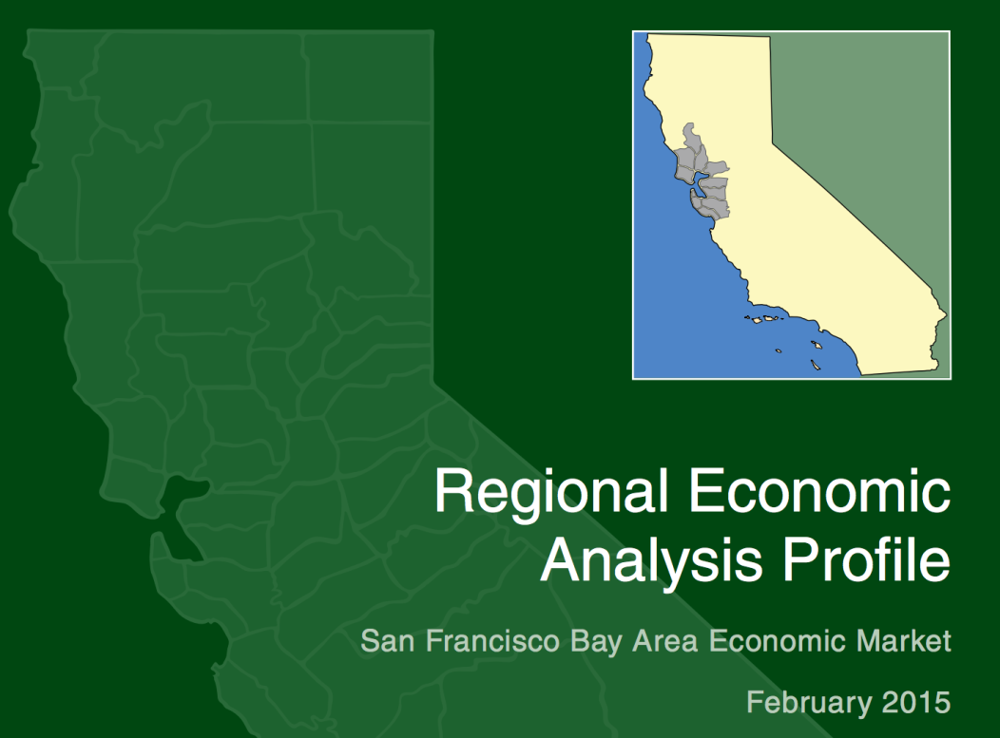 Regional Economic
Analysis Profile
San Francisco Bay Area Economic Market
February 2015